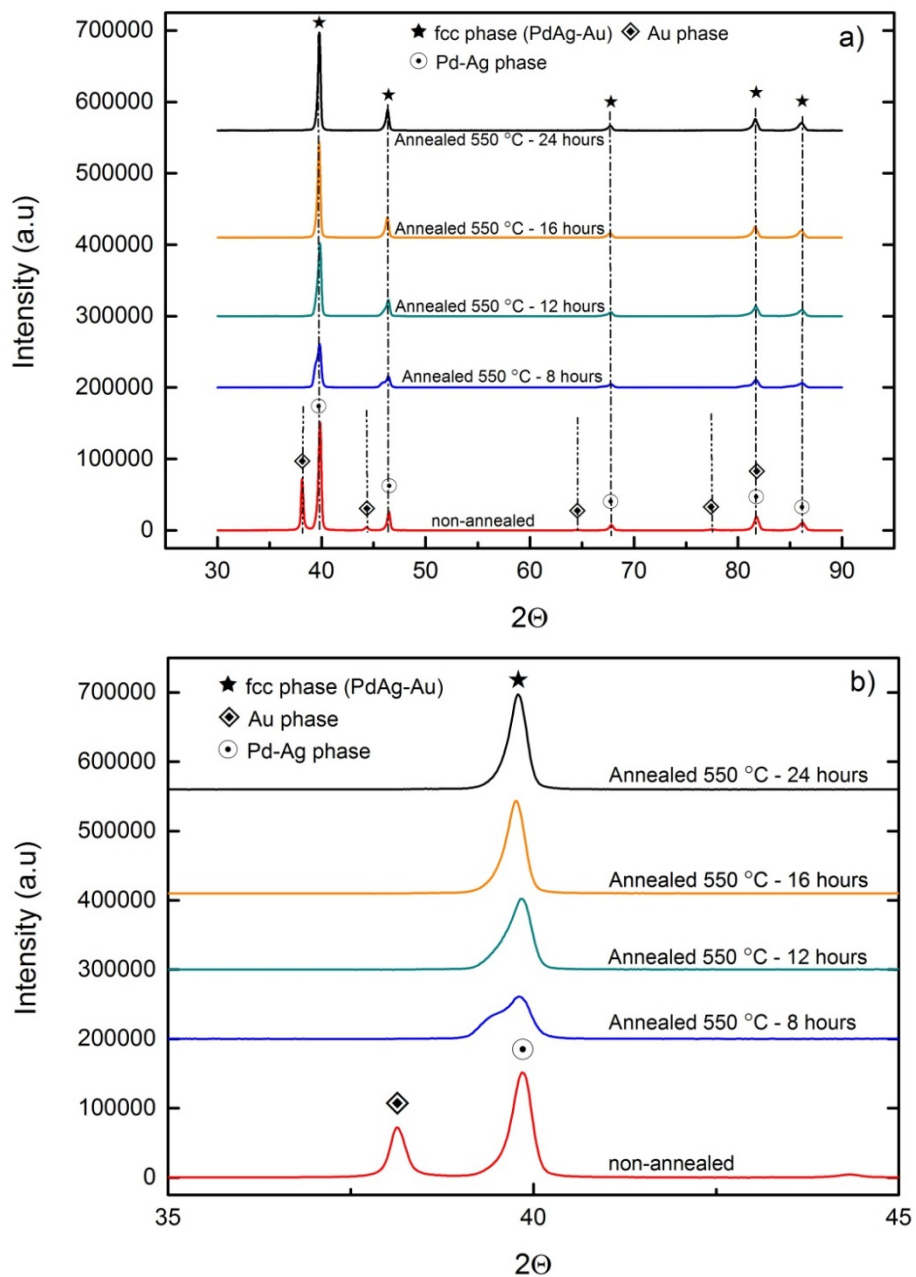 700000
600000
500000
400000
300000
200000
100000
0
Intensity (a.u)
★ fcc phase (PdAg-Au) ◈ Au phase
☉ Pd-Ag phase
a)
Annealed 550 °C - 24 hours
Annealed 550 °C - 16 hours
Annealed 550 °C - 12 hours
Annealed 550 °C - 8 hours
non-annealed
30 40 50 60 70 80 90
2Θ
700000
600000
500000
400000
300000
200000
100000
0
Intensity (a.u)
★ fcc phase (PdAg-Au)
◈ Au phase
☉ Pd-Ag phase
b)
Annealed 550 °C - 24 hours
Annealed 550 °C - 16 hours
Annealed 550 °C - 12 hours
Annealed 550 °C - 8 hours
non-annealed
35 40 45
2Θ